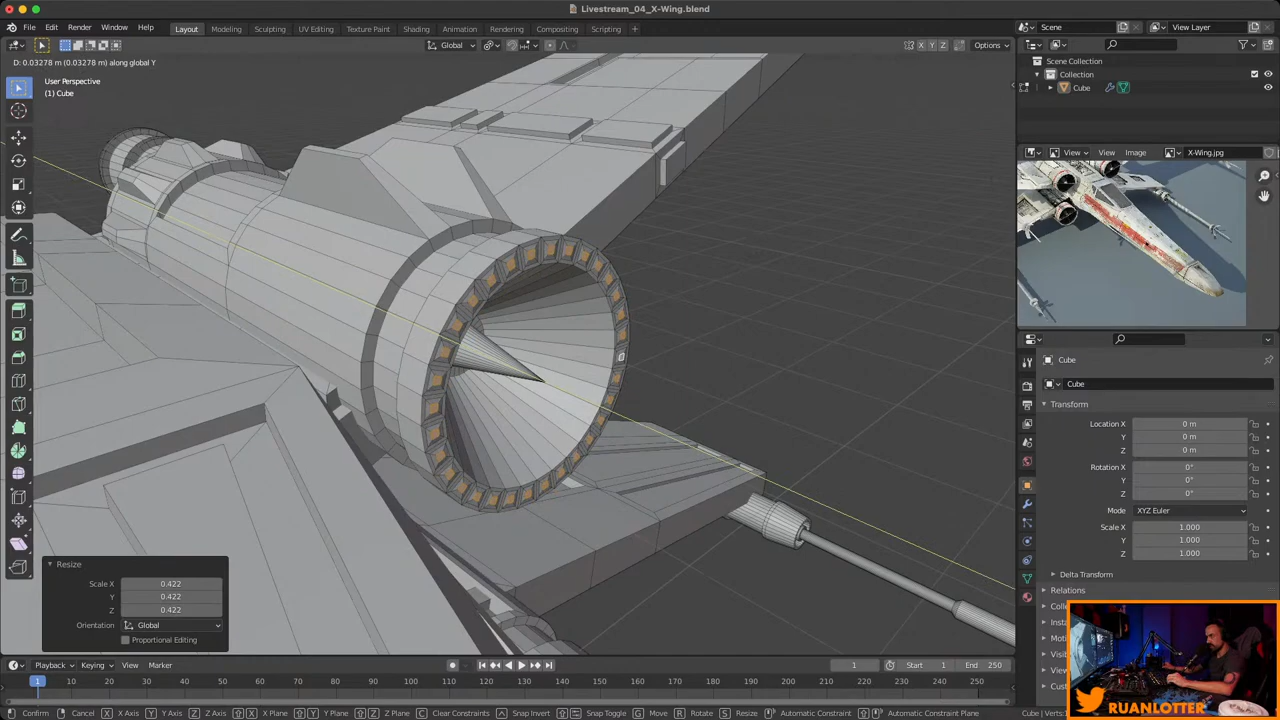 Livestream_04_X-Wing.blend
File Edit Render Window Help Layout Modeling Sculpting UV Editing Texture Paint Shading Animation Rendering Compositing Scripting + Scene View Layer
Global X Y Z Options
D: 0.03278 m (0.03278 m) along global Y
User Perspective
(1) Cube
Scene Collection
Collection
Cube
View View Image X-Wing.jpg
Cube
Cube
Transform
Location X 0 m
Y 0 m
Z 0 m
Rotation X 0°
Y 0°
Z 0°
Mode XYZ Euler
Scale X 1.000
Y 1.000
Z 1.000
Delta Transform
Relations
Resize
Scale X 0.422
Y 0.422
Z 0.422
Orientation Global
Proportional Editing
RUANLOTTER
Playback Keying View Marker 1 Start 1 End 250
1 10 20 30 40 50 60 70 80 90 100 110 120 130 140 150 160 170 180 190 200 210 220 230 240 250
Confirm Cancel X X Axis Y Y Axis Z Z Axis X X Plane Y Y Plane Z Z Plane C Clear Constraints Snap Invert Snap Toggle G Move R Rotate S Resize Automatic Constraint Automatic Constraint Plane